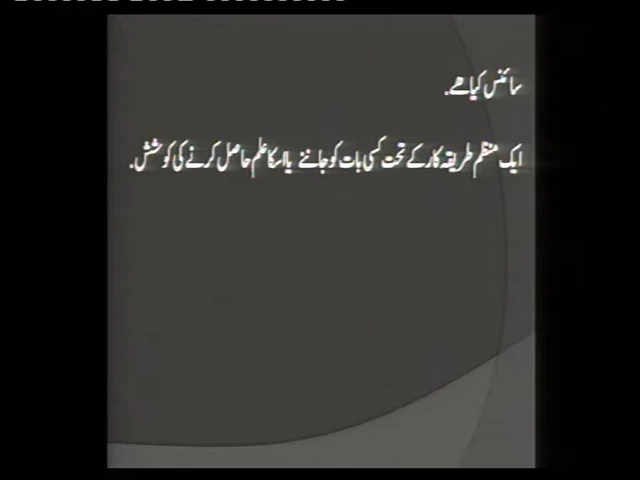 سائنس کیا ھے.
ایک منظم طریقہ کار کے تحت کسی بات کو جاننے یا اسکا علم حاصل کرنے کی کوشش.